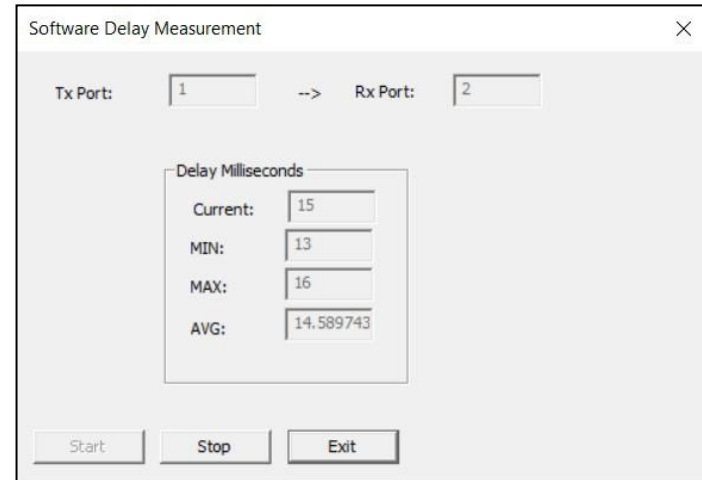 Software Delay Measurement
Tx Port: 1 --> Rx Port: 2
Delay Milliseconds
Current: 15
MIN: 13
MAX: 16
AVG: 14.589743
Start Stop Exit